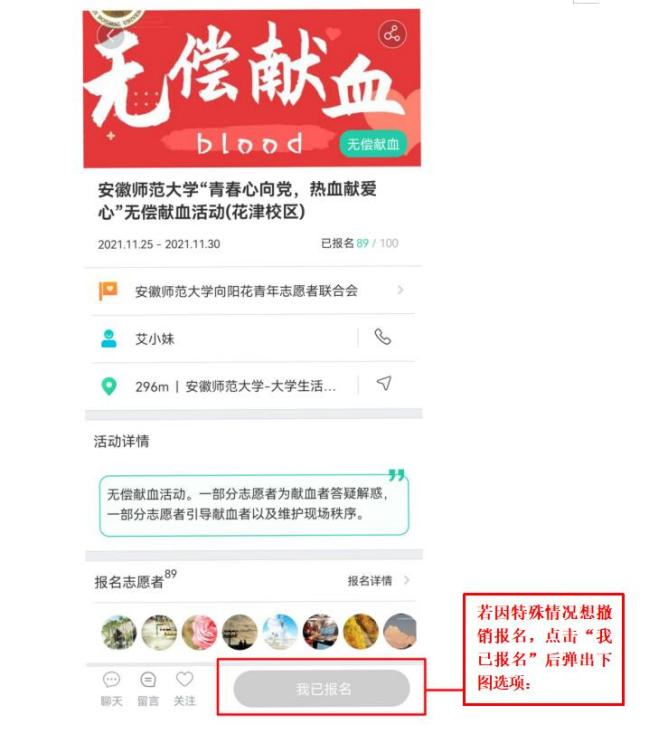 无偿献血
blood
无偿献血
安徽师范大学“青春心向党，热血献爱
心”无偿献血活动(花津校区)
2021.11.25 - 2021.11.30
已报名 89 / 100
安徽师范大学向阳花青年志愿者联合会
艾小妹
296m | 安徽师范大学-大学生活...
活动详情
无偿献血活动。一部分志愿者为献血者答疑解惑，
一部分志愿者引导献血者以及维护现场秩序。
报名志愿者89
报名详情
若因特殊情况想撤
销报名，点击“我
已报名”后弹出下
图选项：
聊天
留言
关注
我已报名